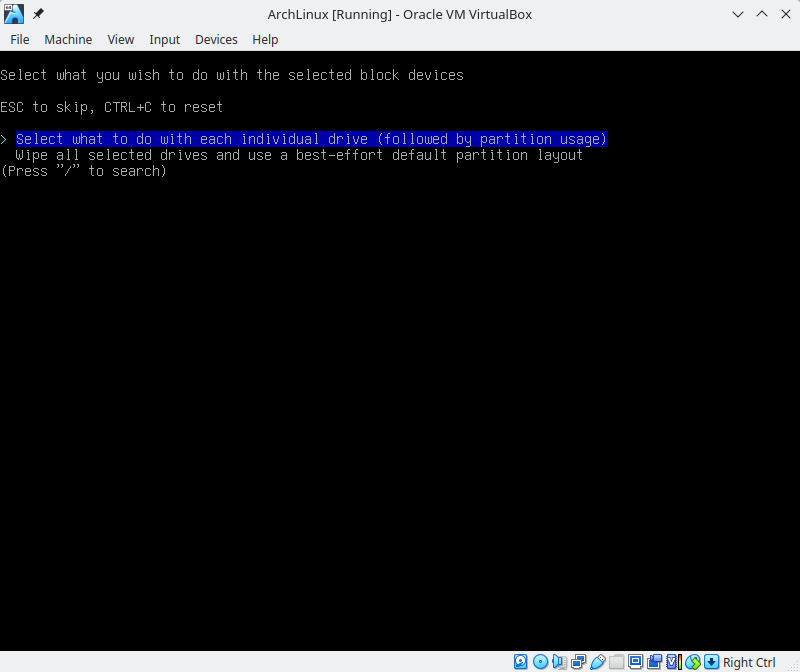 ArchLinux [Running] - Oracle VM VirtualBox
File Machine View Input Devices Help
Select what you wish to do with the selected block devices
ESC to skip, CTRL+C to reset
> Select what to do with each individual drive (followed by partition usage)
Wipe all selected drives and use a best-effort default partition layout
(Press "/" to search)
Right Ctrl